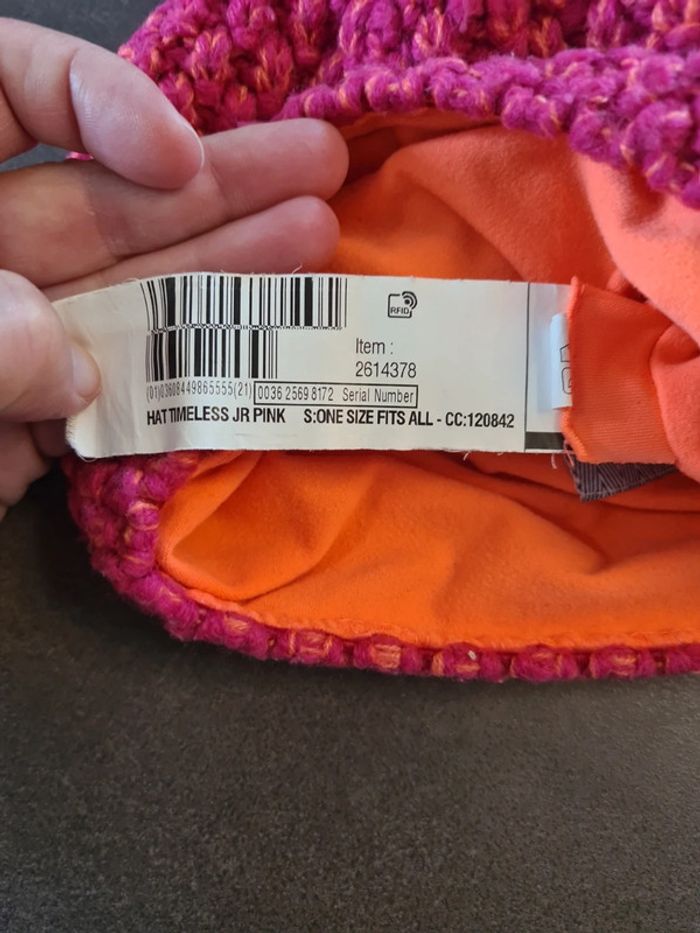 RFID
Item :
2614378
(01)03608449865555(21) 0036 2569 8172 Serial Number
HAT TIMELESS JR PINK S:ONE SIZE FITS ALL - CC:120842